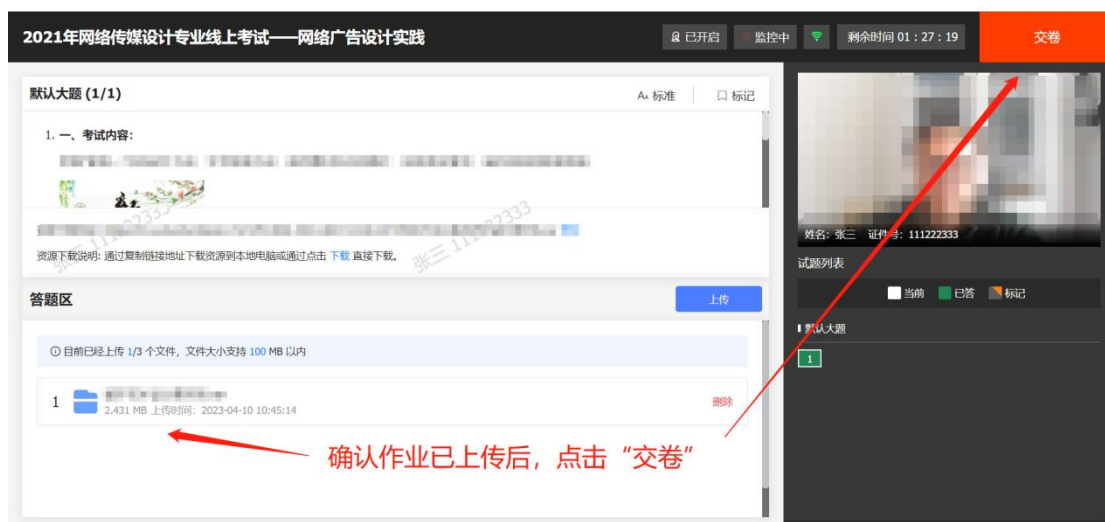 2021年网络传媒设计专业线上考试——网络广告设计实践
已开启
监控中
剩余时间 01：27：19
交卷
默认大题 (1/1)
标准
标记
1. 一、考试内容：
资源下载说明: 通过复制链接地址下载资源到本地电脑或通过点击 下载 直接下载。
张三 111222333
张三 111222333
答题区
上传
目前已经上传 1/3 个文件，文件大小支持 100 MB 以内
1
2.431 MB 上传时间：2023-04-10 10:45:14
删除
确认作业已上传后，点击“交卷”
姓名：张三 证件号：111222333
试题列表
当前 已答 标记
默认大题
1